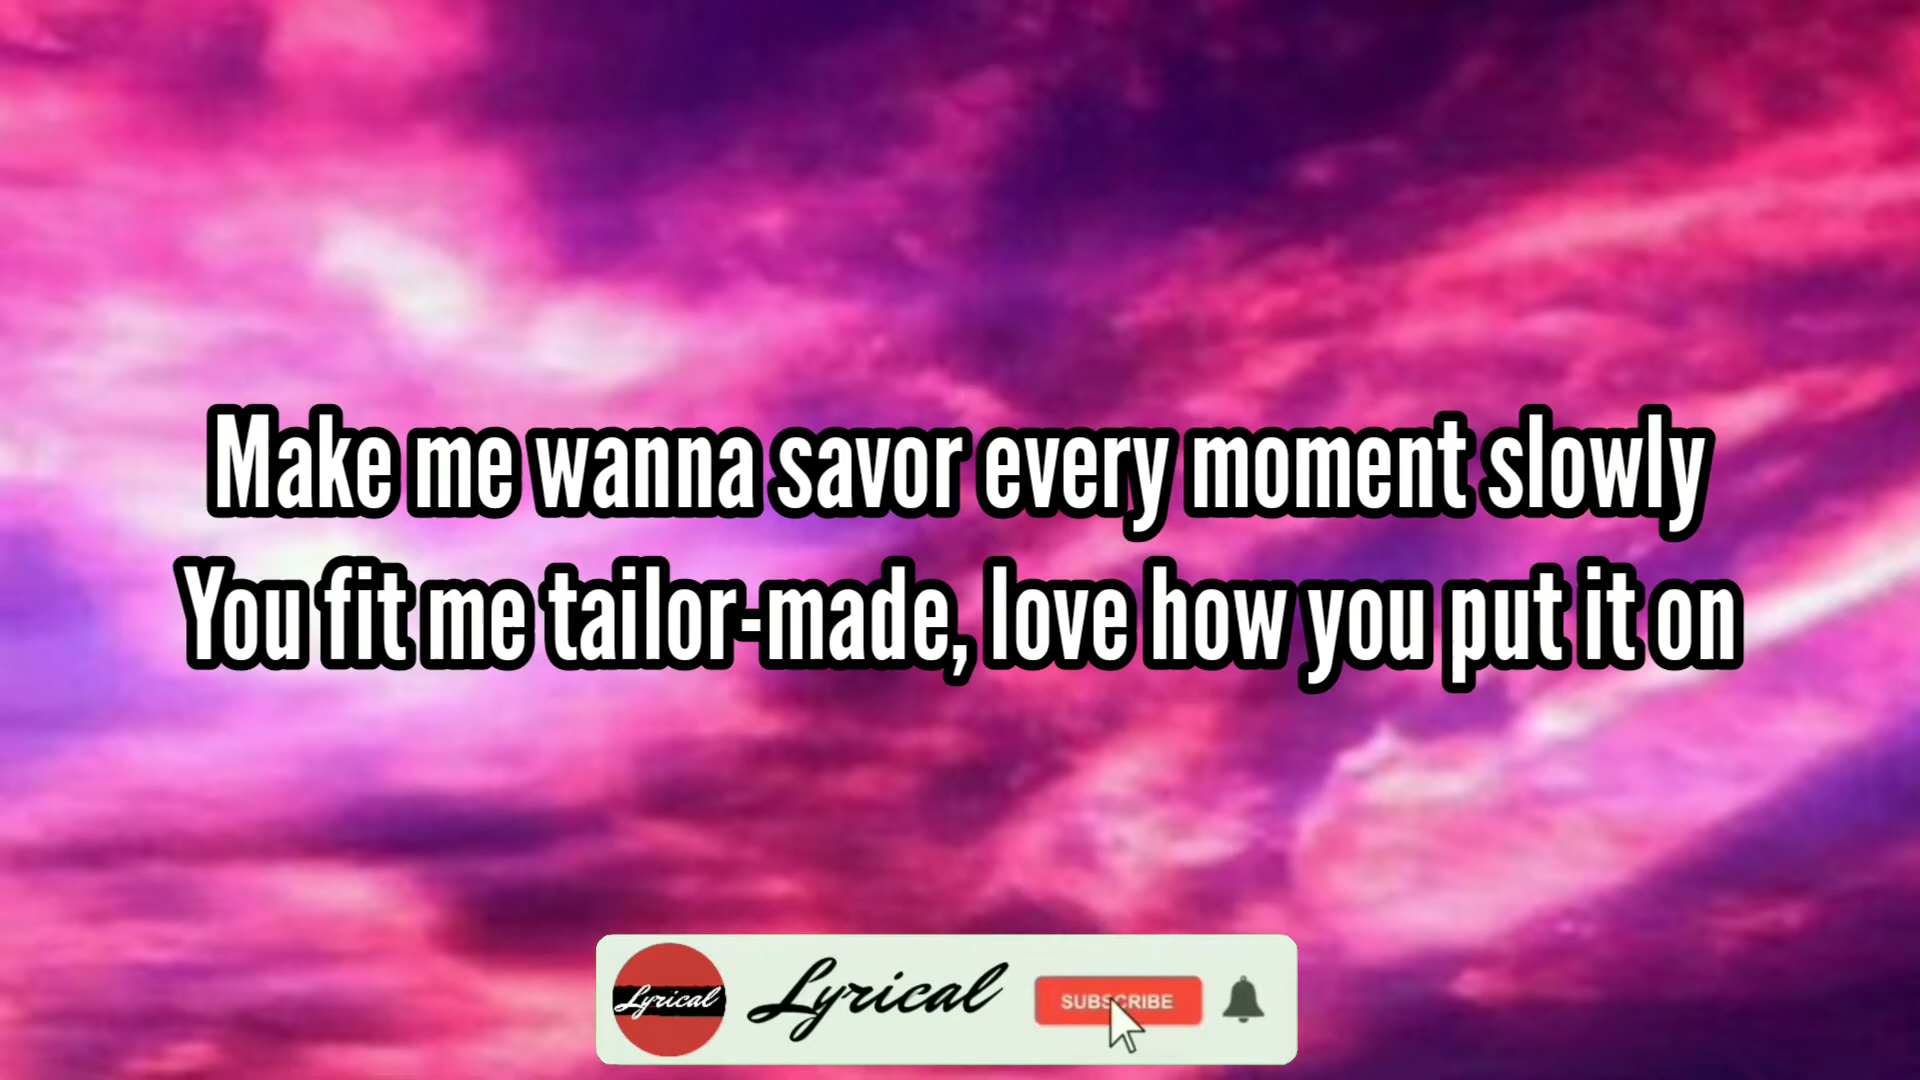 Make me wanna savor every moment slowly
You fit me tailor-made, love how you put it on
Lyrical
Lyrical
SUBSCRIBE